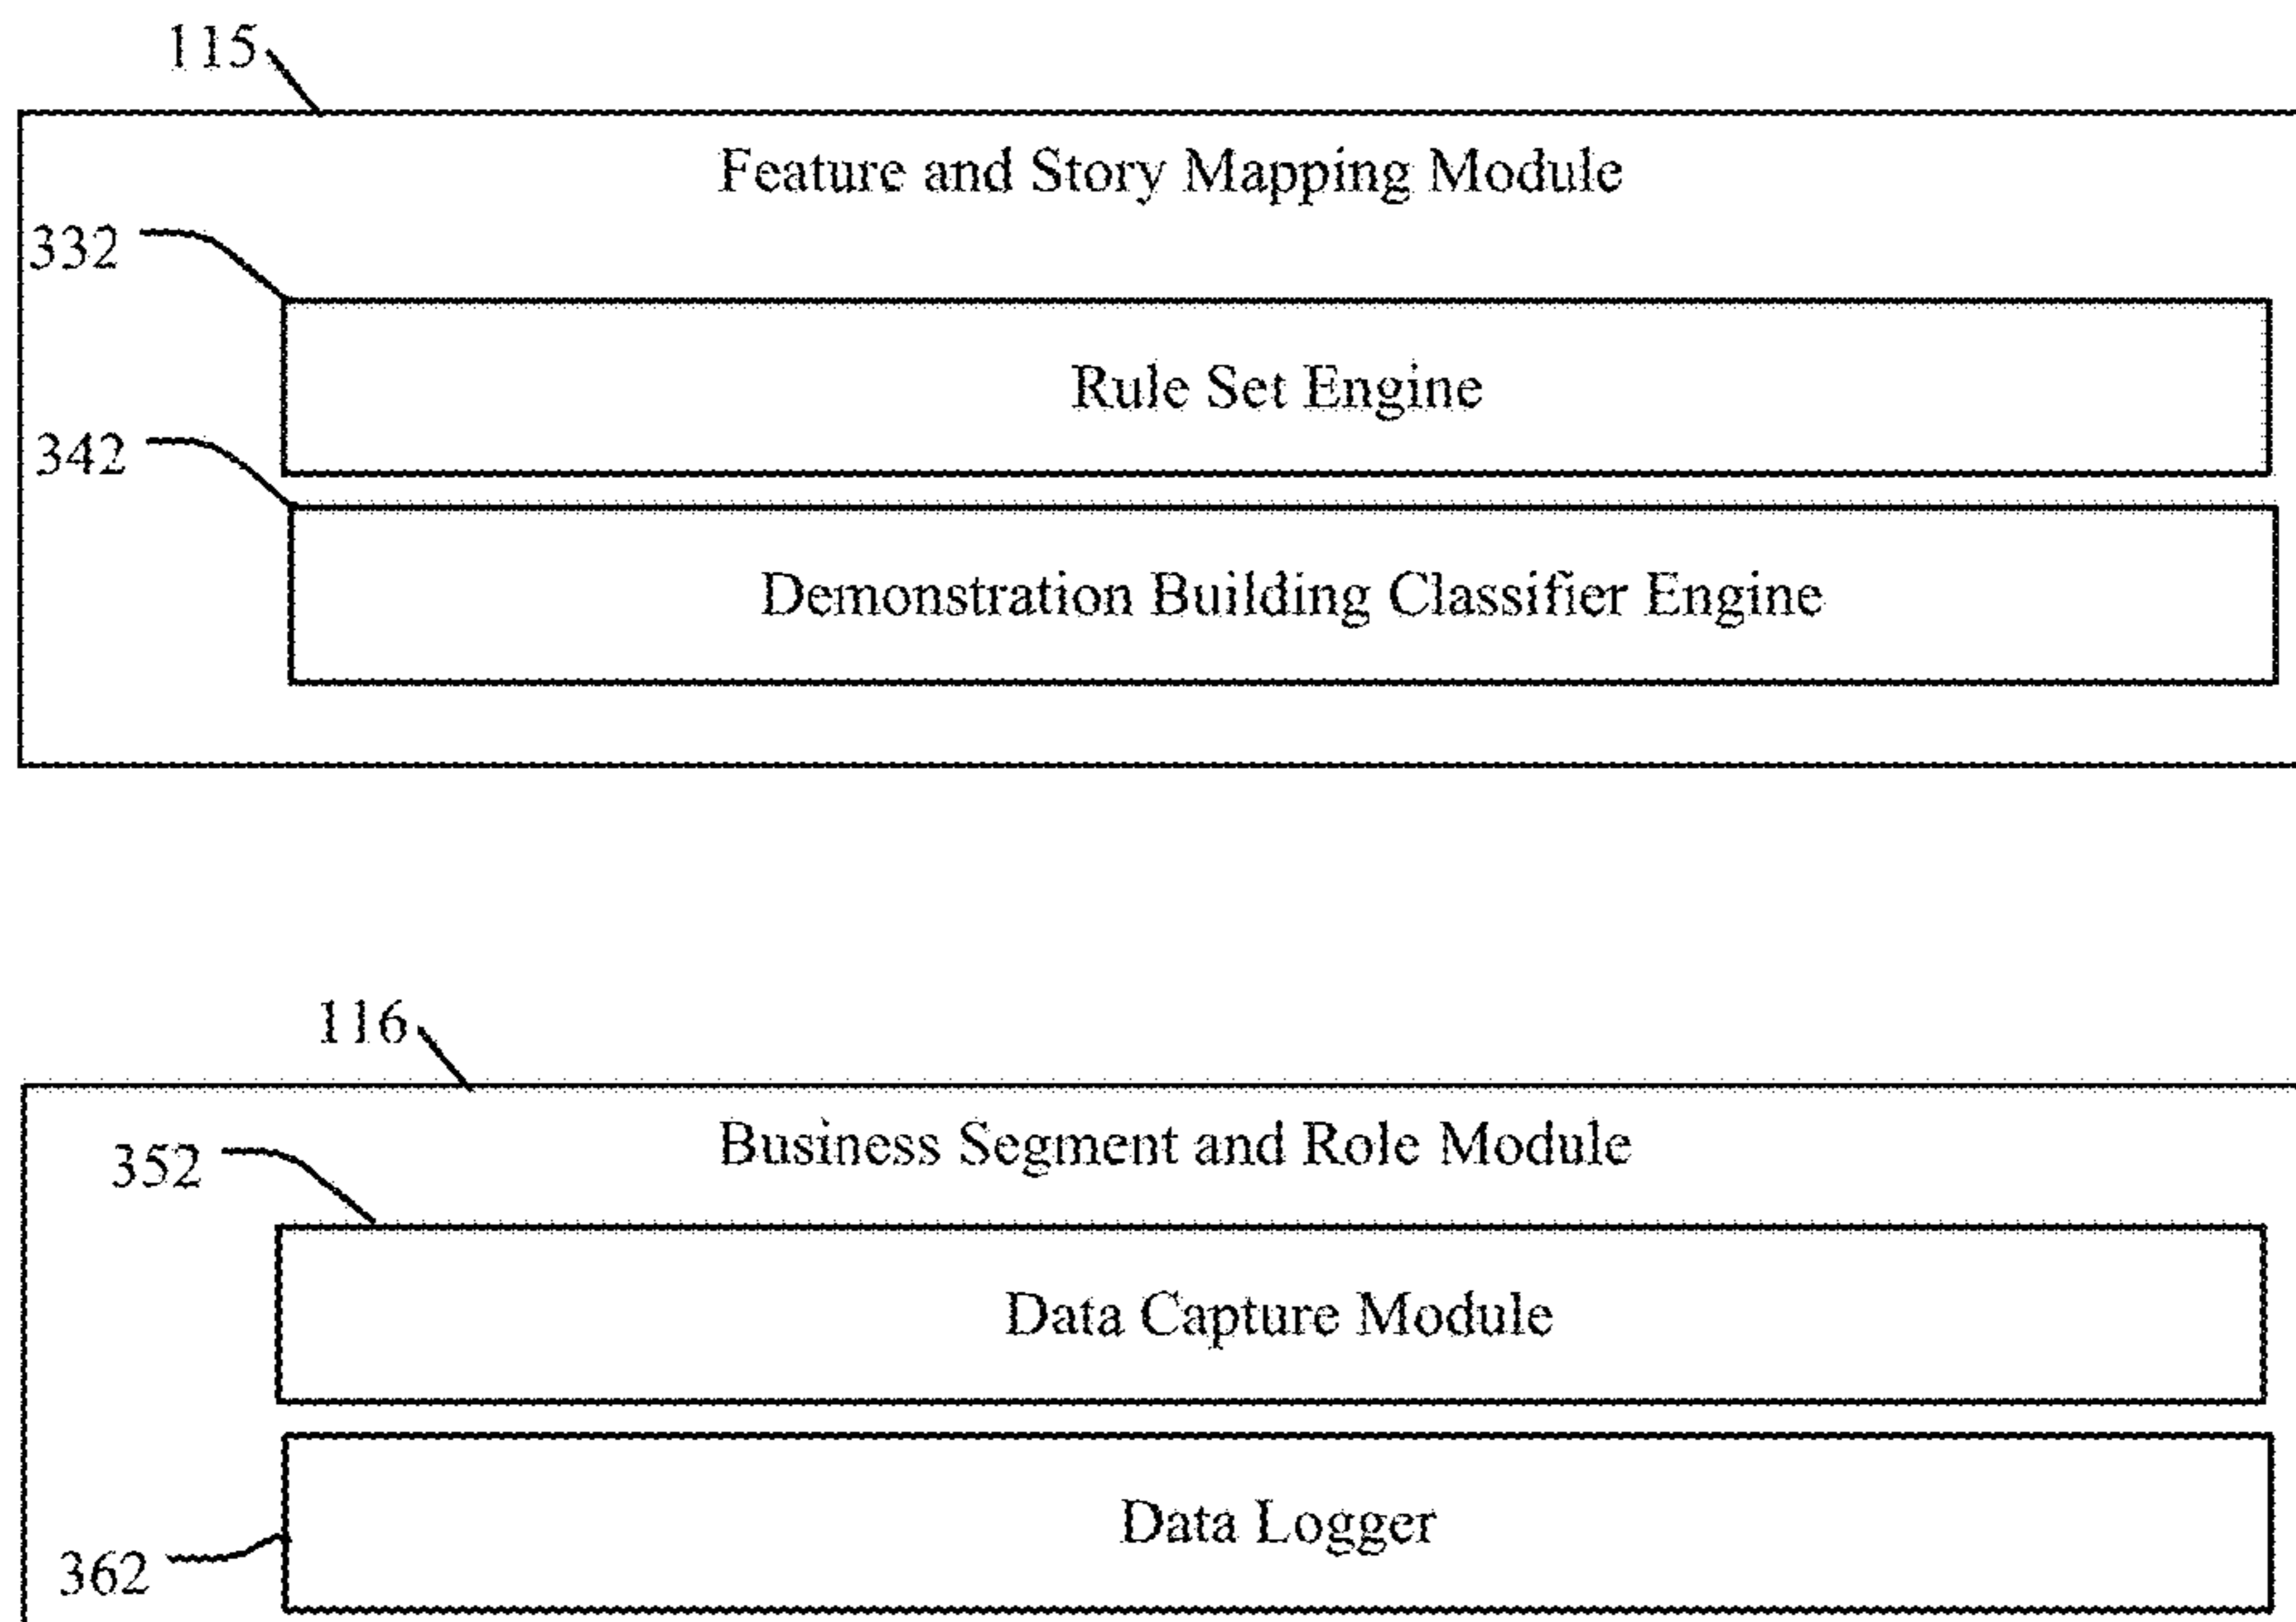 115
Feature and Story Mapping Module
332
Rule Set Engine
342
Demonstration Building Classifier Engine
116
Business Segment and Role Module
352
Data Capture Module
Data Logger
362